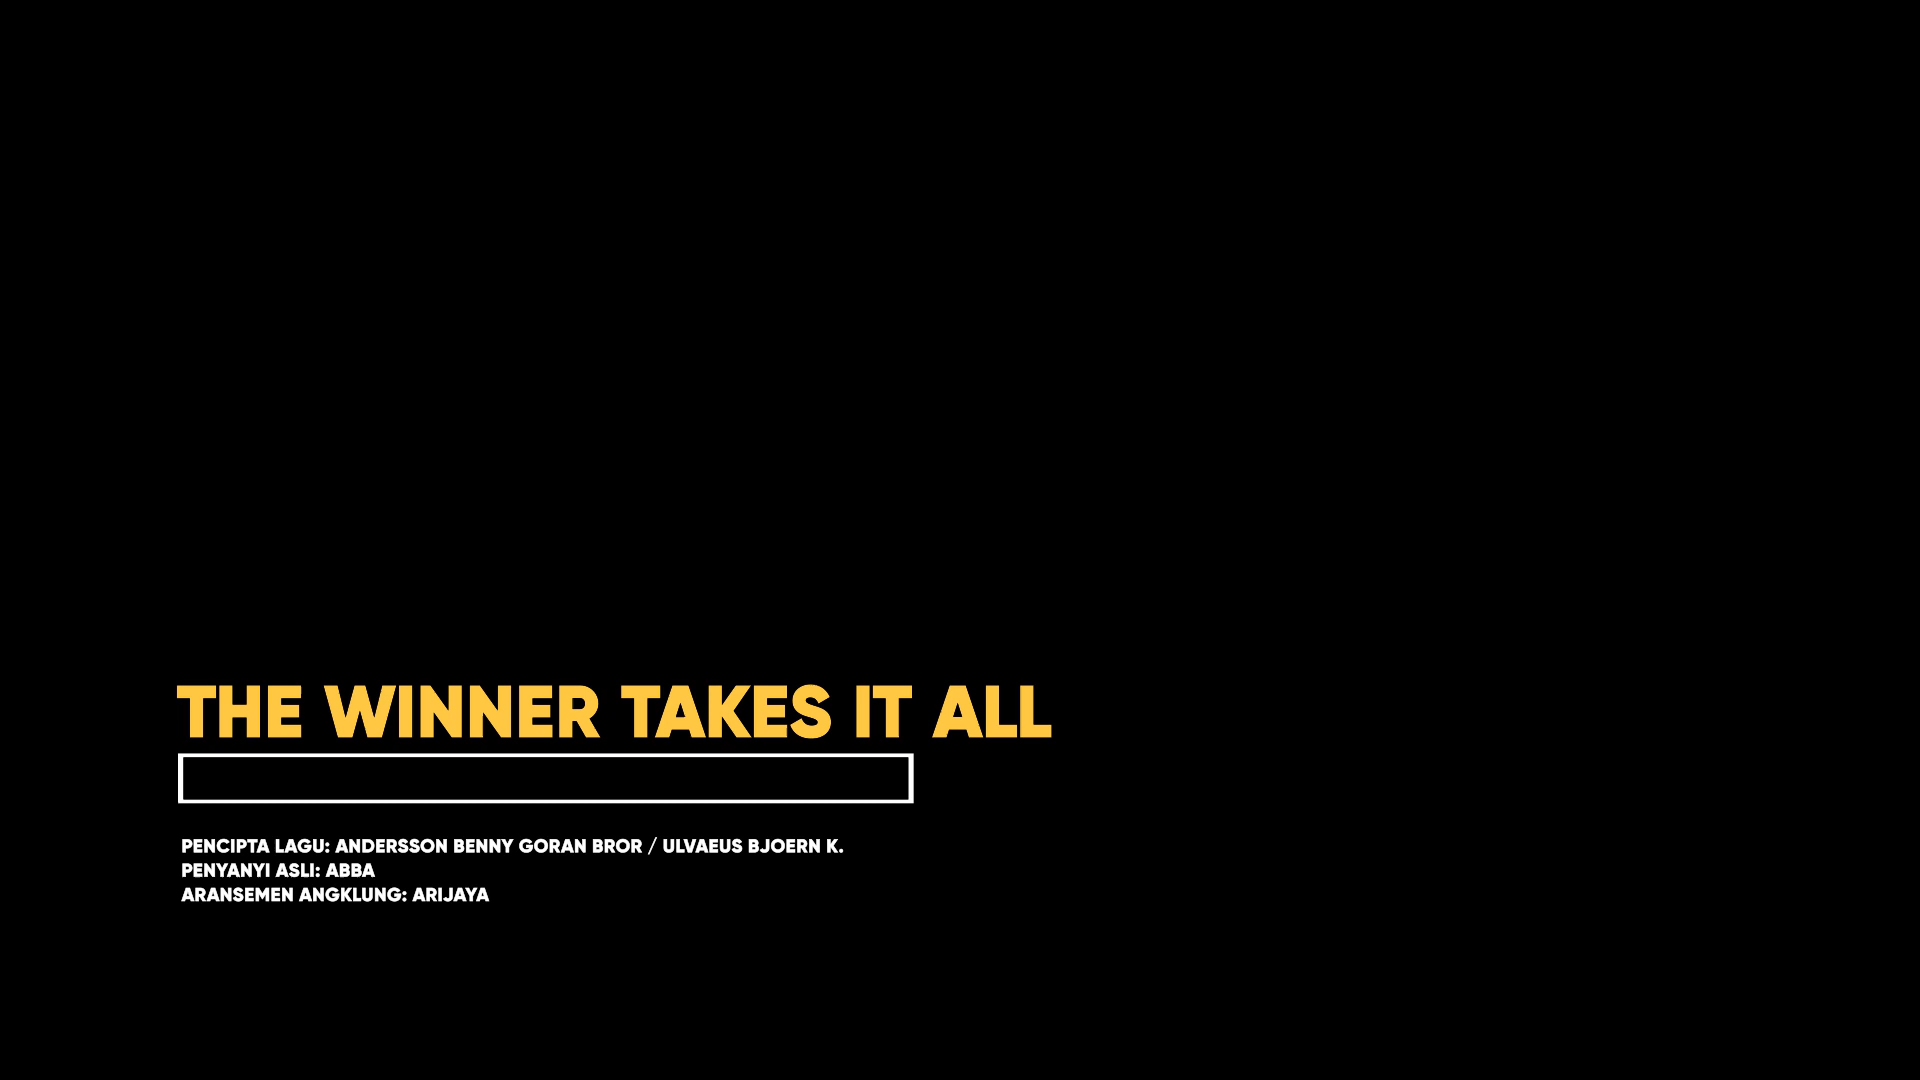 THE WINNER TAKES IT ALL
PENCIPTA LAGU: ANDERSSON BENNY GORAN BROR / ULVAEUS BJOERN K.
PENYANYI ASLI: ABBA
ARANSEMEN ANGKLUNG: ARIJAYA